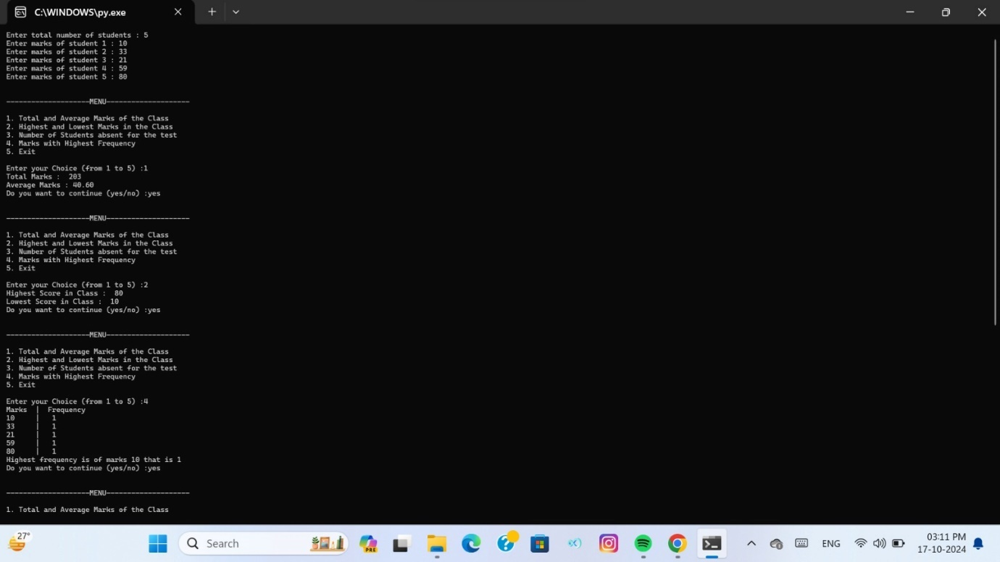 C:\WINDOWS\py.exe
Enter total number of students : 5
Enter marks of student 1 : 10
Enter marks of student 2 : 33
Enter marks of student 3 : 21
Enter marks of student 4 : 59
Enter marks of student 5 : 80
--------------------MENU--------------------
1. Total and Average Marks of the Class
2. Highest and Lowest Marks in the Class
3. Number of Students absent for the test
4. Marks with Highest Frequency
5. Exit
Enter your Choice (from 1 to 5) :1
Total Marks :  203
Average Marks : 40.60
Do you want to continue (yes/no) :yes
--------------------MENU--------------------
1. Total and Average Marks of the Class
2. Highest and Lowest Marks in the Class
3. Number of Students absent for the test
4. Marks with Highest Frequency
5. Exit
Enter your Choice (from 1 to 5) :2
Highest Score in Class :  80
Lowest Score in Class :  10
Do you want to continue (yes/no) :yes
--------------------MENU--------------------
1. Total and Average Marks of the Class
2. Highest and Lowest Marks in the Class
3. Number of Students absent for the test
4. Marks with Highest Frequency
5. Exit
Enter your Choice (from 1 to 5) :4
Marks  |  Frequency
10     |   1
33     |   1
21     |   1
59     |   1
80     |   1
Highest frequency is of marks 10 that is 1
Do you want to continue (yes/no) :yes
--------------------MENU--------------------
1. Total and Average Marks of the Class
27°
Search
PRE
ENG
03:11 PM
17-10-2024